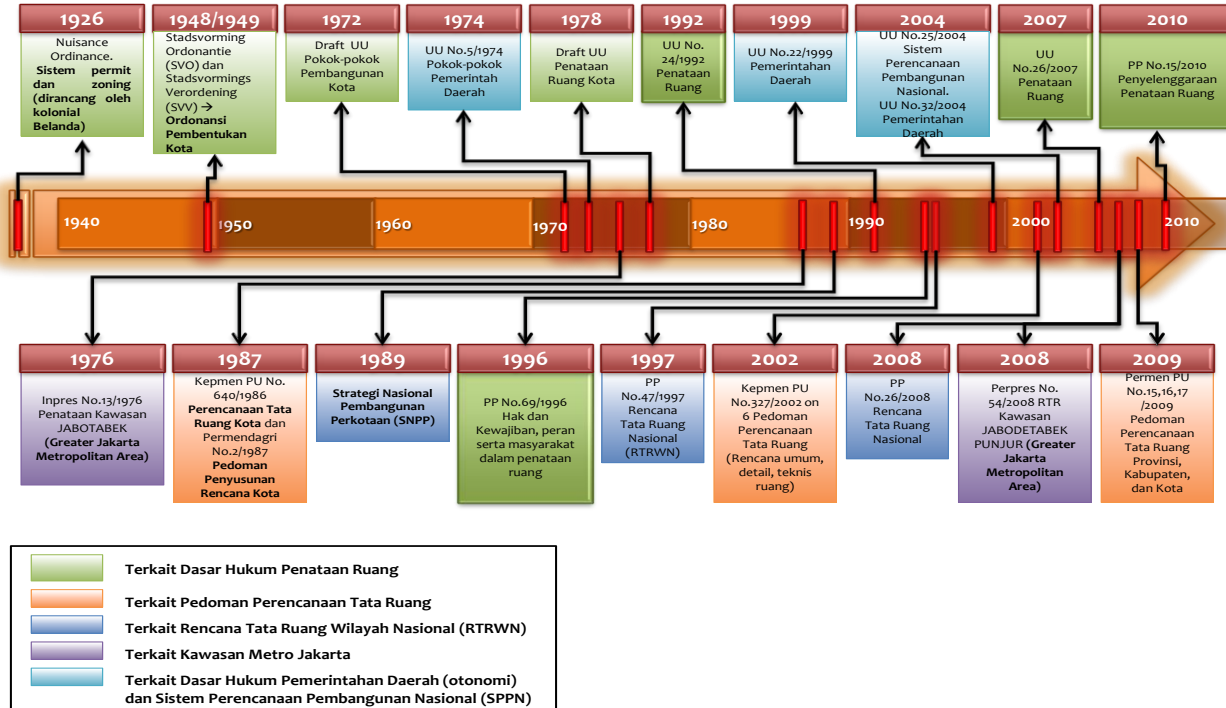 1926
Nuisance
Ordinance.
Sistem permit
dan zoning
(dirancang oleh
kolonial
Belanda)
1948/1949
Stadsvorming
Ordonantie
(SVO) dan
Stadsvormings
Verordening
(SVV) →
Ordonansi
Pembentukan
Kota
1972
Draft UU
Pokok-pokok
Pembangunan
Kota
1974
UU No.5/1974
Pokok-pokok
Pemerintah
Daerah
1978
Draft UU
Penataan
Ruang Kota
1992
UU No.
24/1992
Penataan
Ruang
1999
UU No.22/1999
Pemerintahan
Daerah
2004
UU No.25/2004
Sistem
Perencanaan
Pembangunan
Nasional.
UU No.32/2004
Pemerintahan
Daerah
2007
UU
No.26/2007
Penataan
Ruang
2010
PP No.15/2010
Penyelenggaraan
Penataan Ruang
1940
1950
1960
1970
1980
1990
2000
2010
1976
Inpres No.13/1976
Penataan Kawasan
JABOTABEK
(Greater Jakarta
Metropolitan Area)
1987
Kepmen PU No.
640/1986
Perencanaan Tata
Ruang Kota dan
Permendagri
No.2/1987
Pedoman
Penyusunan
Rencana Kota
1989
Strategi Nasional
Pembangunan
Perkotaan (SNPP)
1996
PP No.69/1996
Hak dan
Kewajiban, peran
serta masyarakat
dalam penataan
ruang
1997
PP
No.47/1997
Rencana
Tata Ruang
Nasional
(RTRWN)
2002
Kepmen PU
No.327/2002 on
6 Pedoman
Perencanaan
Tata Ruang
(Rencana umum,
detail, teknis
ruang)
2008
PP
No.26/2008
Rencana
Tata Ruang
Nasional
2008
Perpres No.
54/2008 RTR
Kawasan
JABODETABEK
PUNJUR (Greater
Jakarta
Metropolitan
Area)
2009
Permen PU
No.15,16,17
/2009
Pedoman
Perencanaan
Tata Ruang
Provinsi,
Kabupaten,
dan Kota
Terkait Dasar Hukum Penataan Ruang
Terkait Pedoman Perencanaan Tata Ruang
Terkait Rencana Tata Ruang Wilayah Nasional (RTRWN)
Terkait Kawasan Metro Jakarta
Terkait Dasar Hukum Pemerintahan Daerah (otonomi)
dan Sistem Perencanaan Pembangunan Nasional (SPPN)